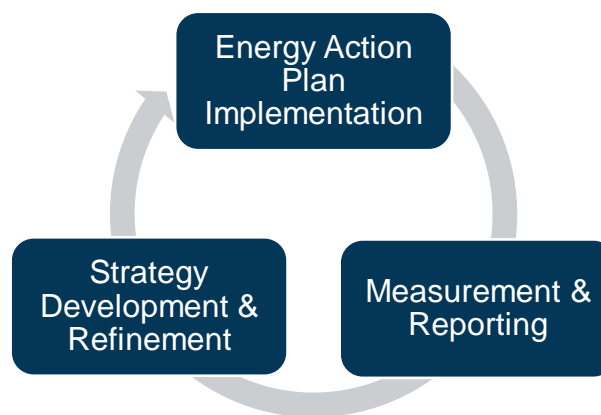 Energy Action
Plan
Implementation
Measurement &
Reporting
Strategy
Development &
Refinement